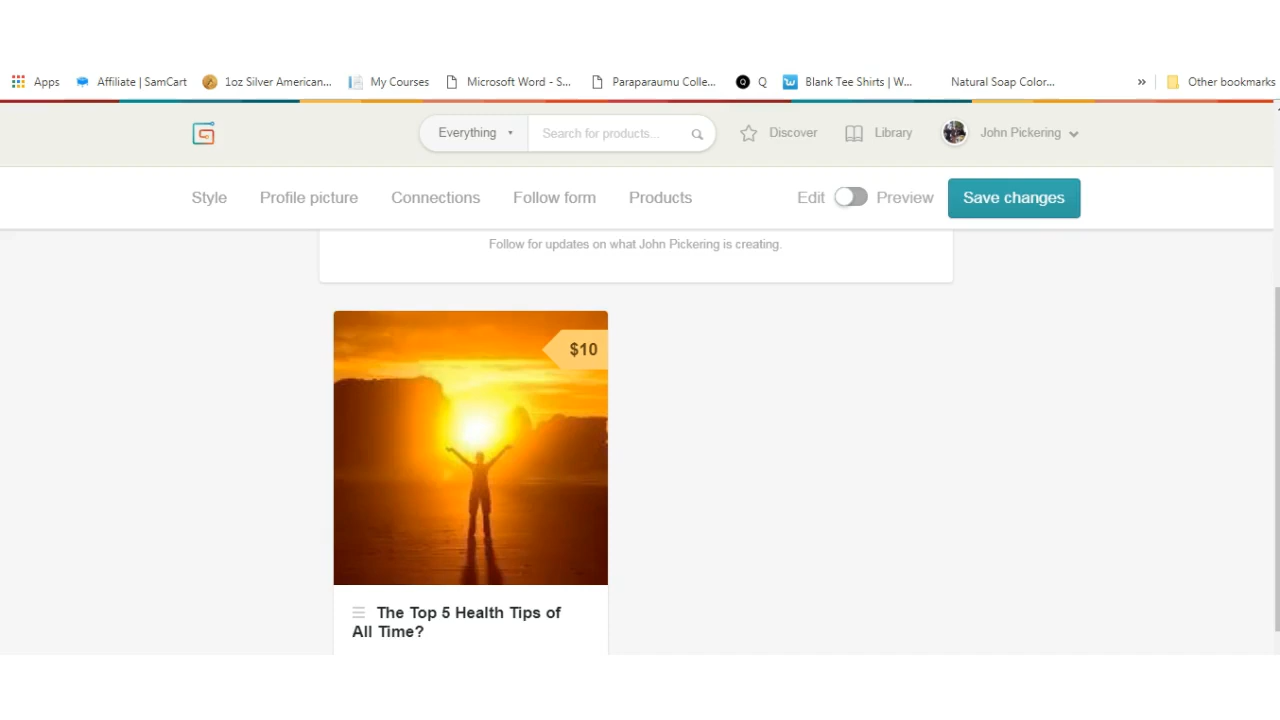 Apps Affiliate | SamCart 1oz Silver American... My Courses Microsoft Word - S... Paraparaumu Colle... Q Blank Tee Shirts | W... Natural Soap Color... » Other bookmarks
Everything Search for products... Discover Library John Pickering
Style Profile picture Connections Follow form Products Edit Preview Save changes
Follow for updates on what John Pickering is creating.
$10
The Top 5 Health Tips of
All Time?